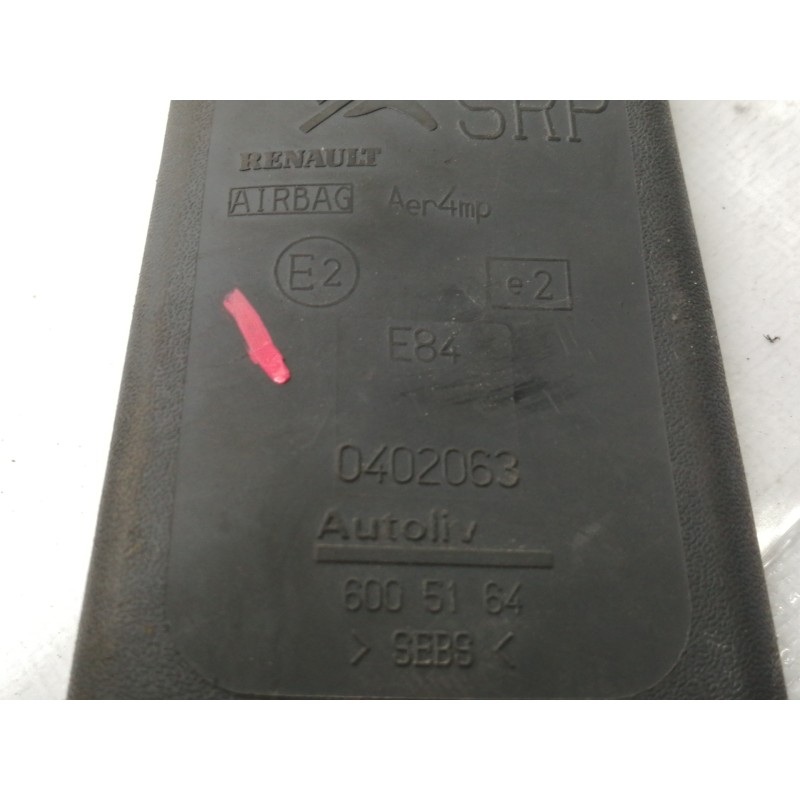 SRP
RENAULT
AIRBAG Aer4mp
E2 e2
E84
0402063
Autoliv
600 51 64
> SEBS <